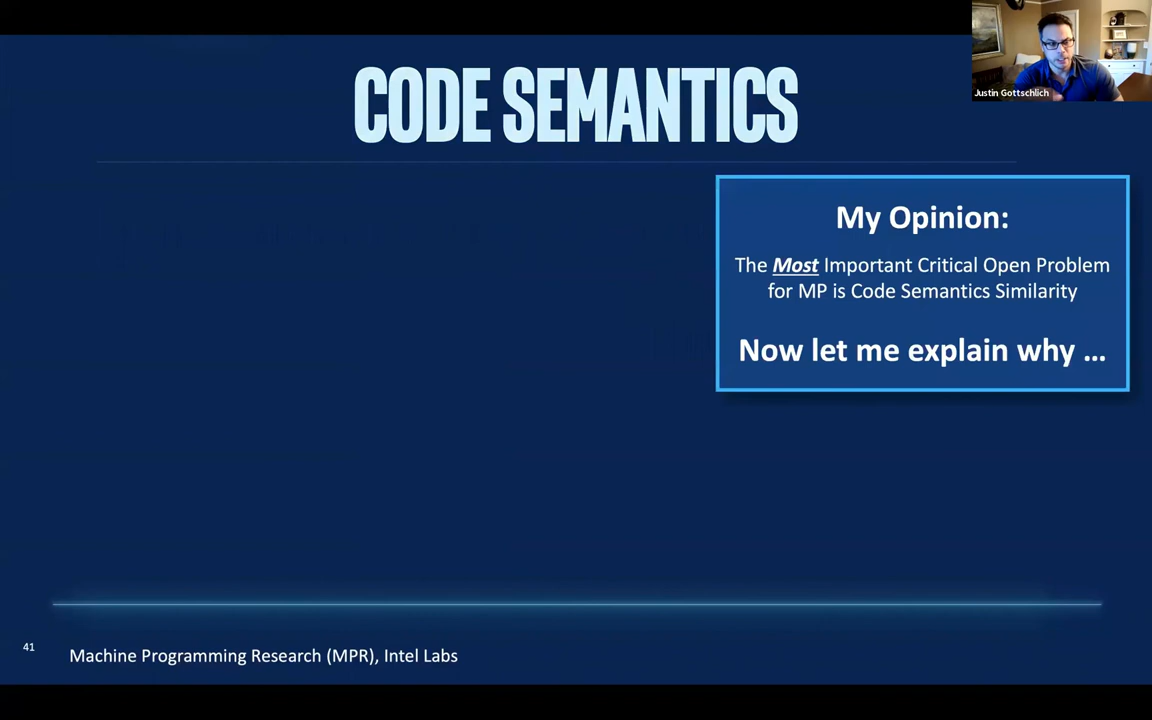 CODE SEMANTICS
Justin Gottschlich
My Opinion:
The Most Important Critical Open Problem
for MP is Code Semantics Similarity
Now let me explain why ...
41
Machine Programming Research (MPR), Intel Labs